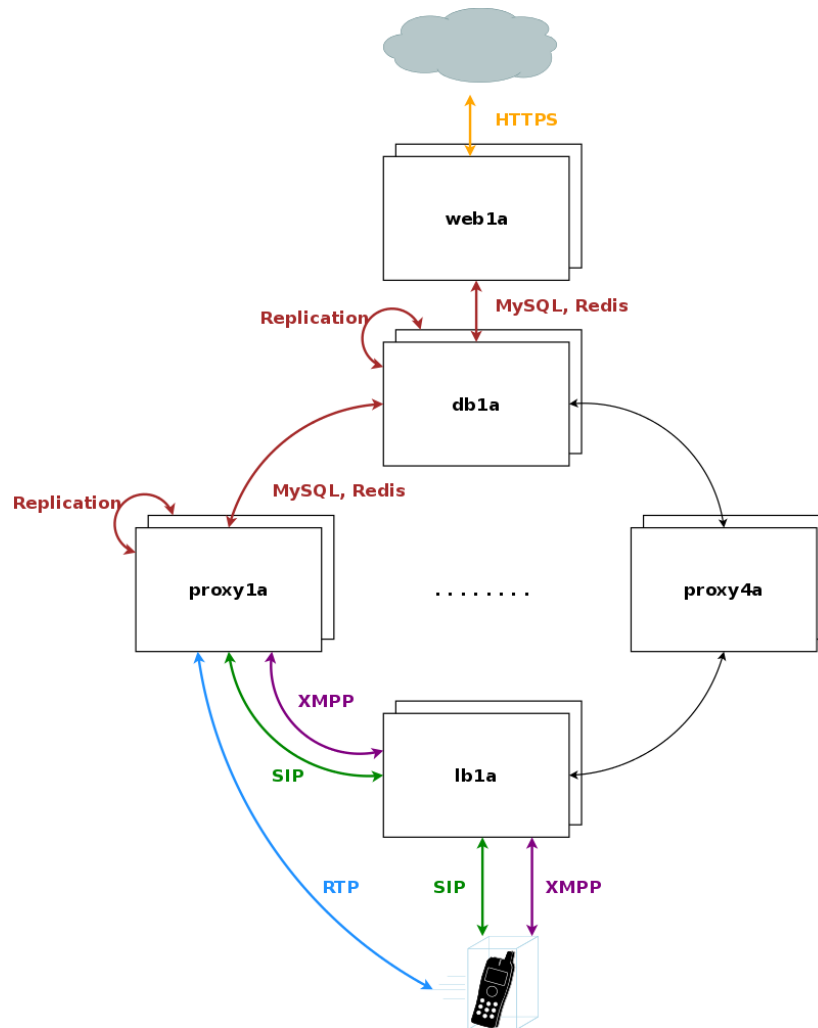 HTTPS
web1a
MySQL, Redis
Replication
db1a
MySQL, Redis
Replication
proxy1a
........
proxy4a
XMPP
SIP
lb1a
RTP
SIP
XMPP